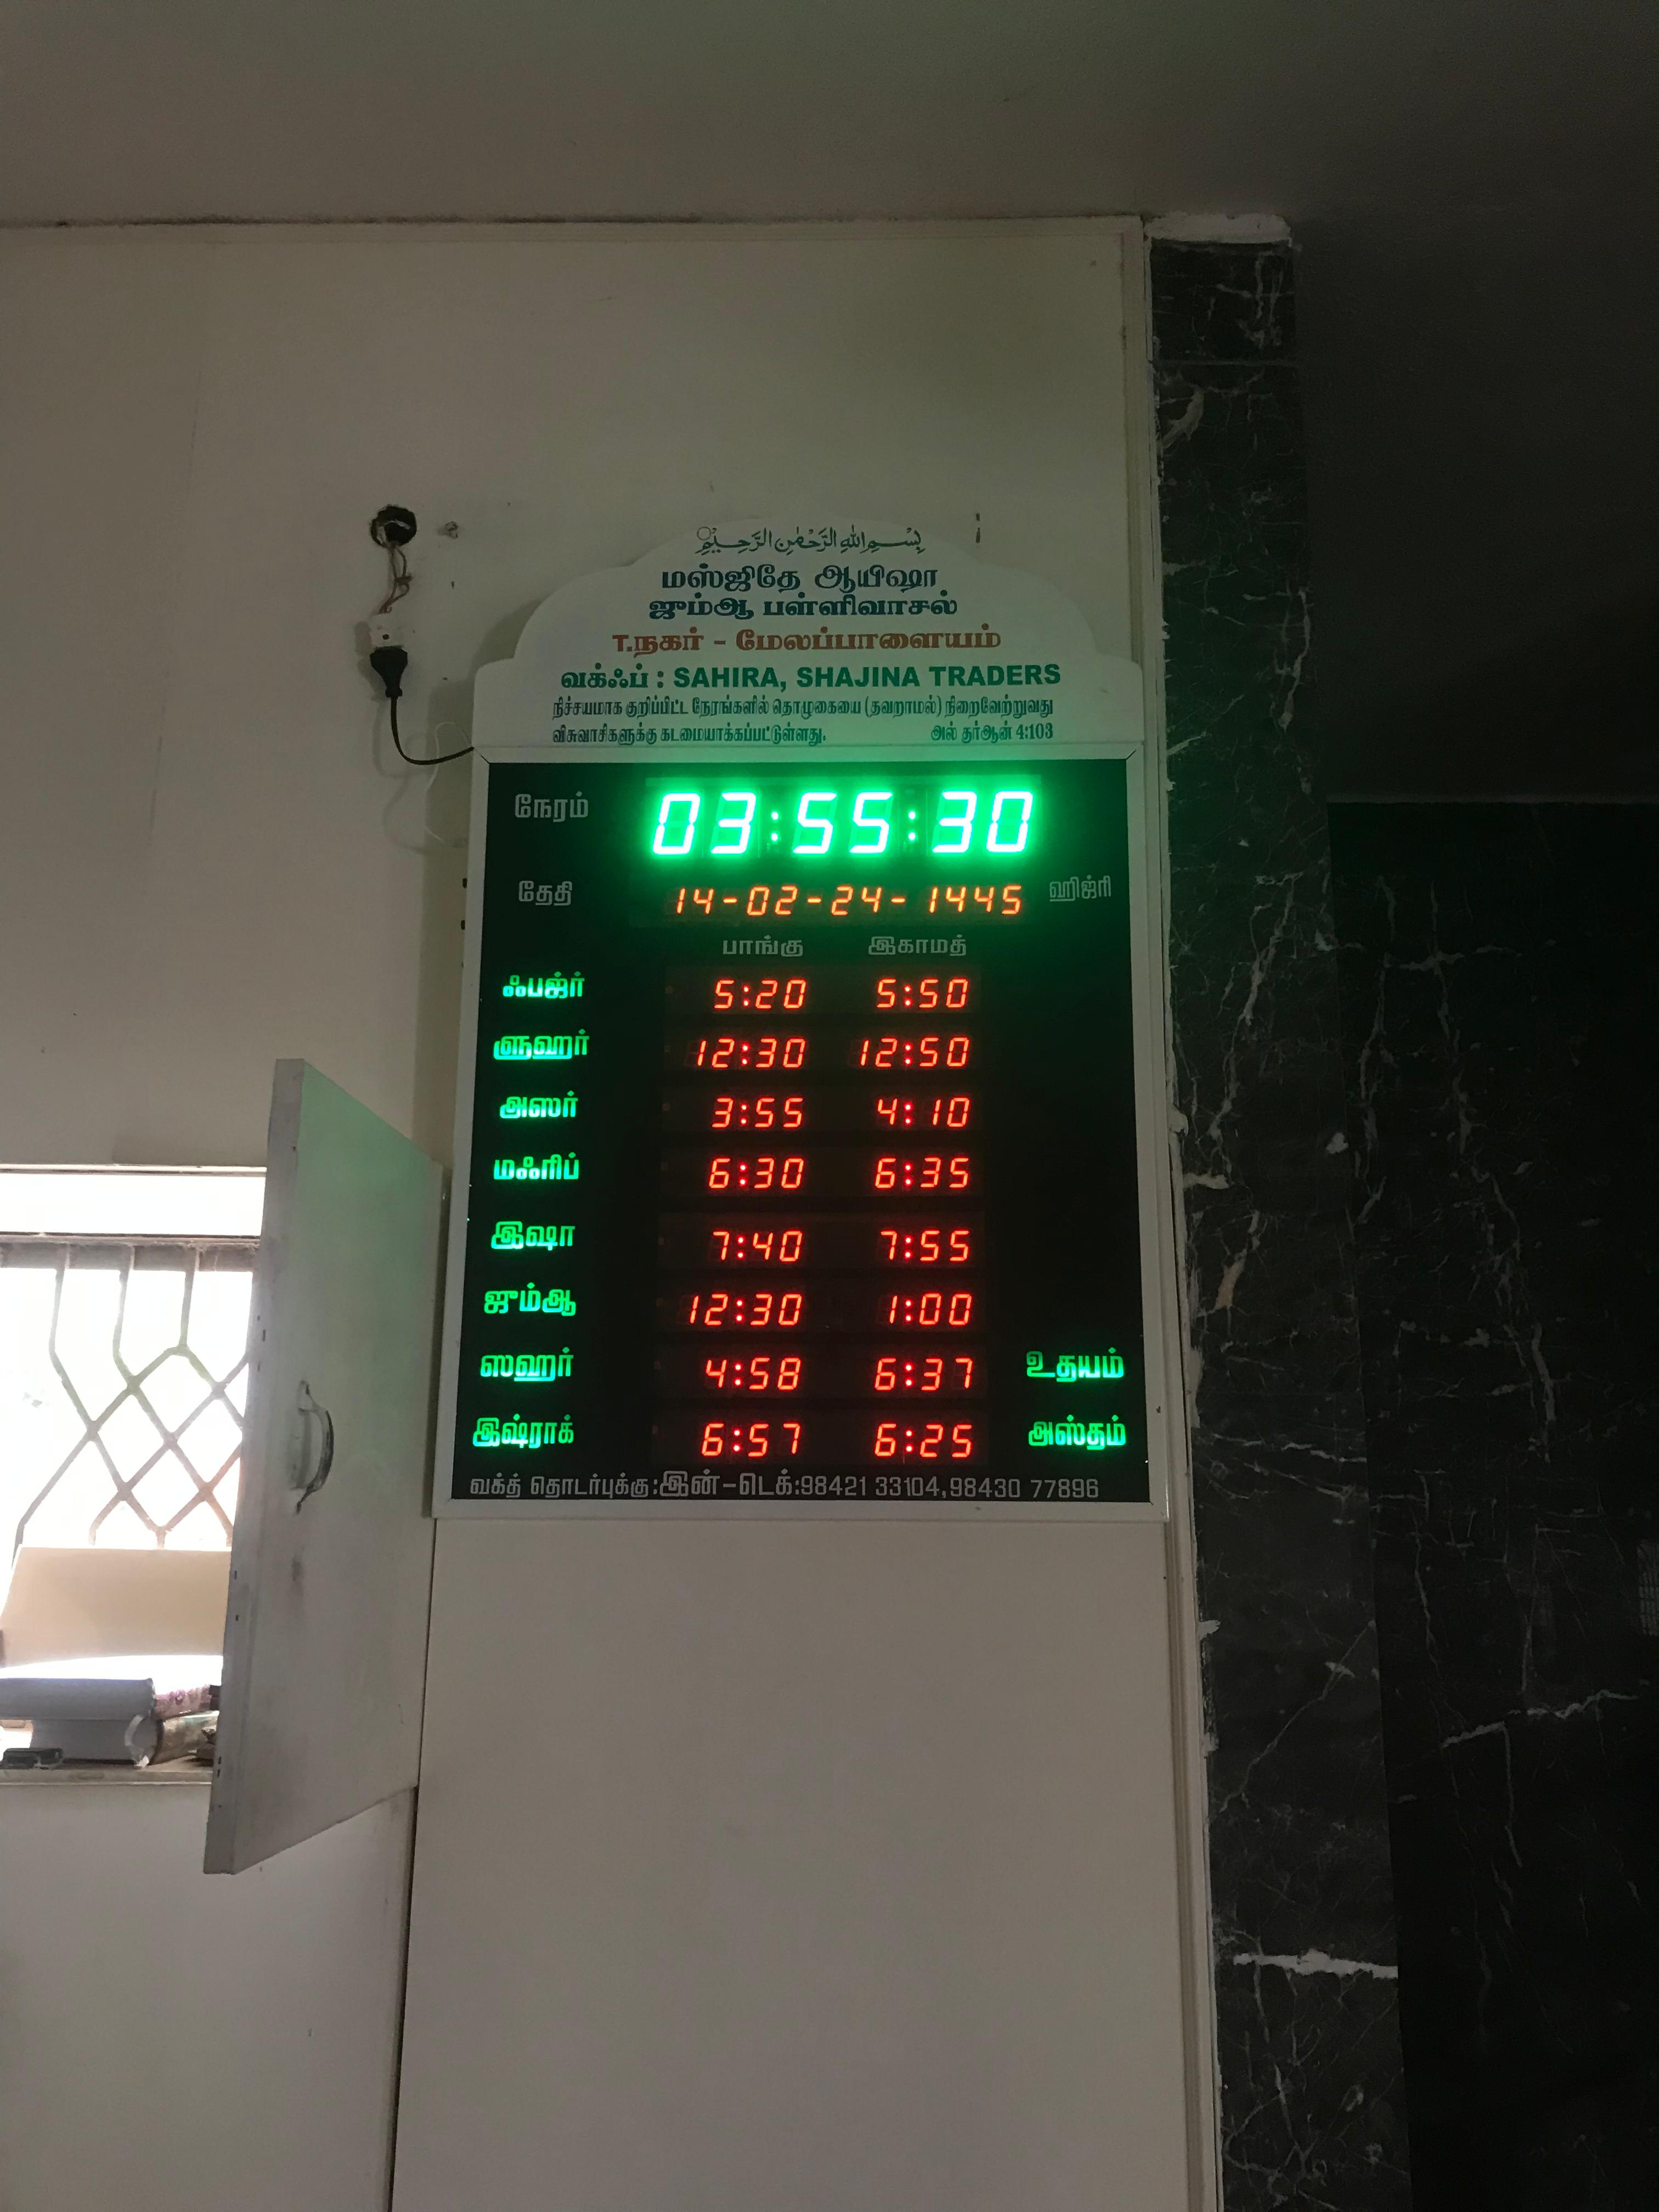 بِسْمِ اللهِ الرَّحْمٰنِ الرَّحِيْمِ
மஸ்ஜிதே ஆயிஷா
ஜும்ஆ பள்ளிவாசல்
T.நகர் - மேலப்பாளையம்
வக்ஃப் : SAHIRA, SHAJINA TRADERS
நிச்சயமாக குறிப்பிட்ட நேரங்களில் தொழுகையை (தவறாமல்) நிறைவேற்றுவது
விசுவாசிகளுக்கு கடமையாக்கப்பட்டுள்ளது. அல் குர்ஆன் 4:103
நேரம் 03:55:30
தேதி 14-02-24-1445 ஹிஜ்ரி
பாங்கு இகாமத்
ஃபஜ்ர் 5:20 5:50
ளுஹர் 12:30 12:50
அஸர் 3:55 4:10
மஃரிப் 6:30 6:35
இஷா 7:40 7:55
ஜும்ஆ 12:30 1:00
ஸஹர் 4:58 6:37 உதயம்
இஷ்ராக் 6:57 6:25 அஸ்தம்
வக்த் தொடர்புக்கு:இன்-டெக்:98421 33104,98430 77896